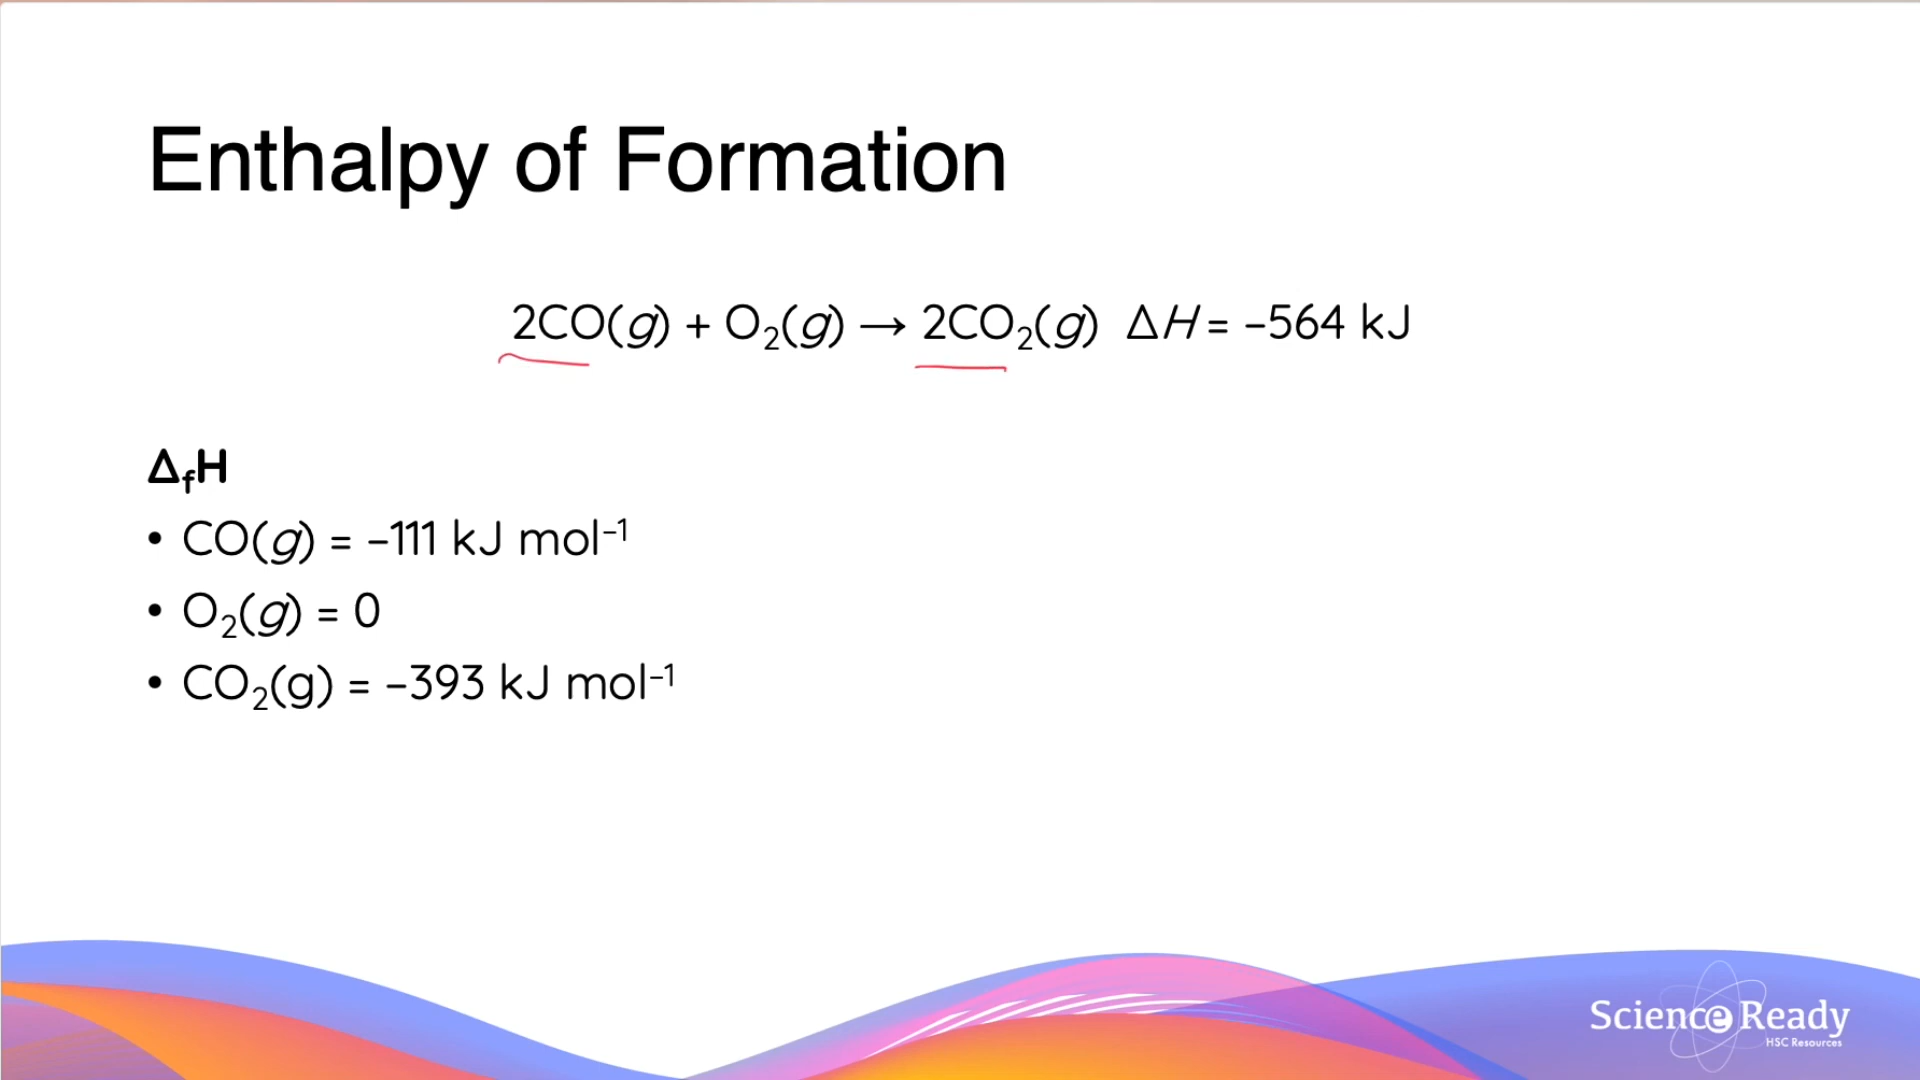 Enthalpy of Formation
2CO(g) + O₂(g) → 2CO₂(g) ΔH = −564 kJ
ΔfH
• CO(g) = −111 kJ mol⁻¹
• O₂(g) = 0
• CO₂(g) = −393 kJ mol⁻¹
Science Ready
HSC Resources